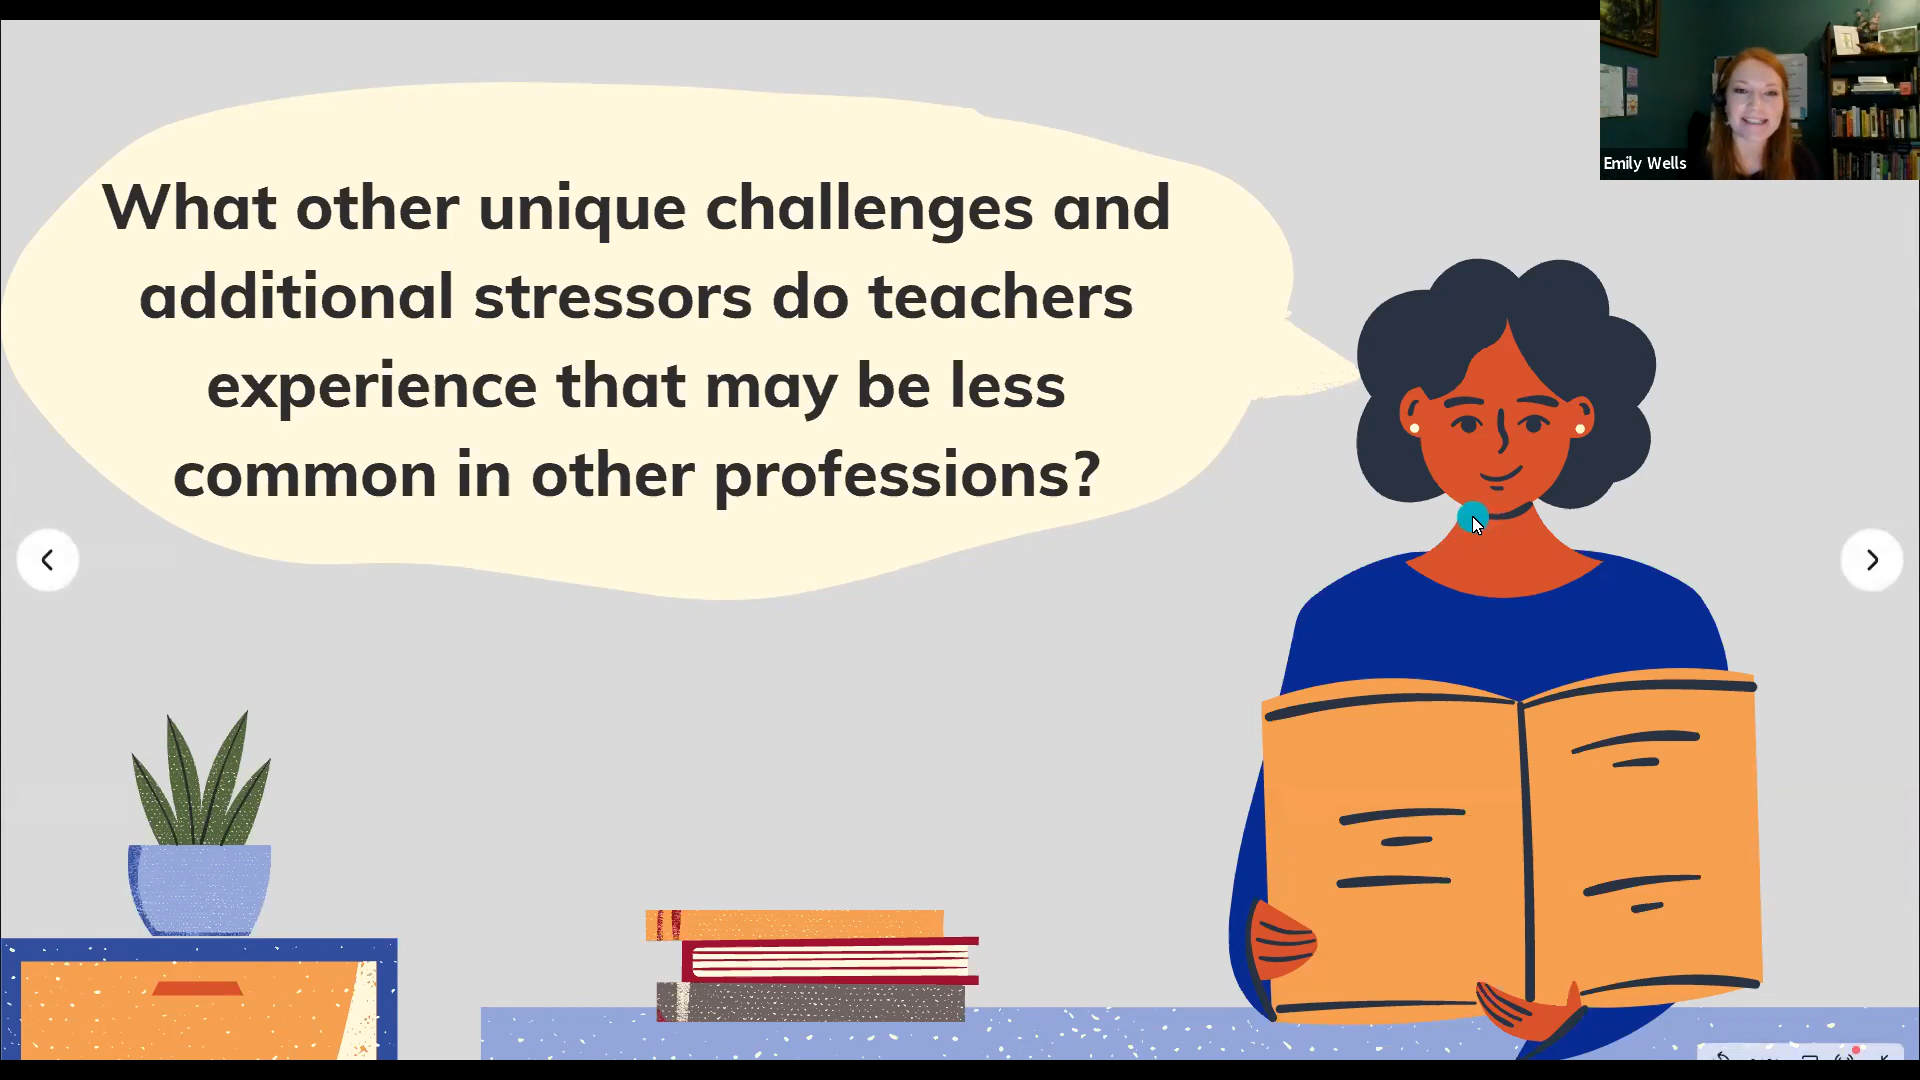 What other unique challenges and
additional stressors do teachers
experience that may be less
common in other professions?
Emily Wells